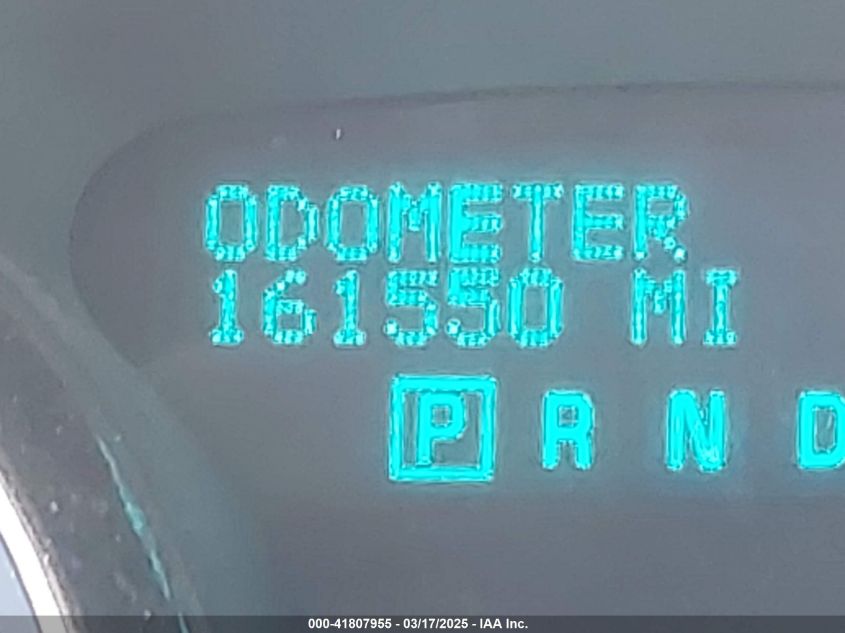 ODOMETER
161550 MI
P R N D
000-41807955 - 03/17/2025 - IAA Inc.